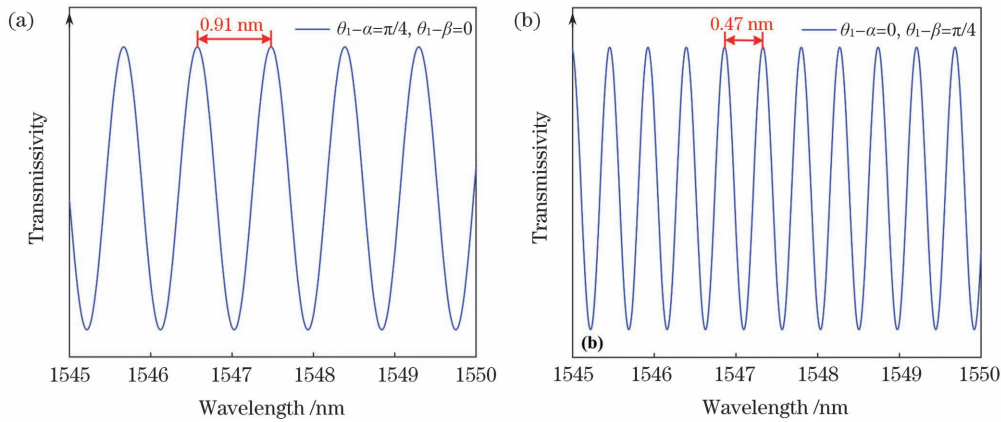 (a)
0.91 nm
θ₁−α=π/4, θ₁−β=0
Transmissivity
1545 1546 1547 1548 1549 1550
Wavelength /nm
(b)
0.47 nm
θ₁−α=0, θ₁−β=π/4
Transmissivity
(b)
1545 1546 1547 1548 1549 1550
Wavelength /nm